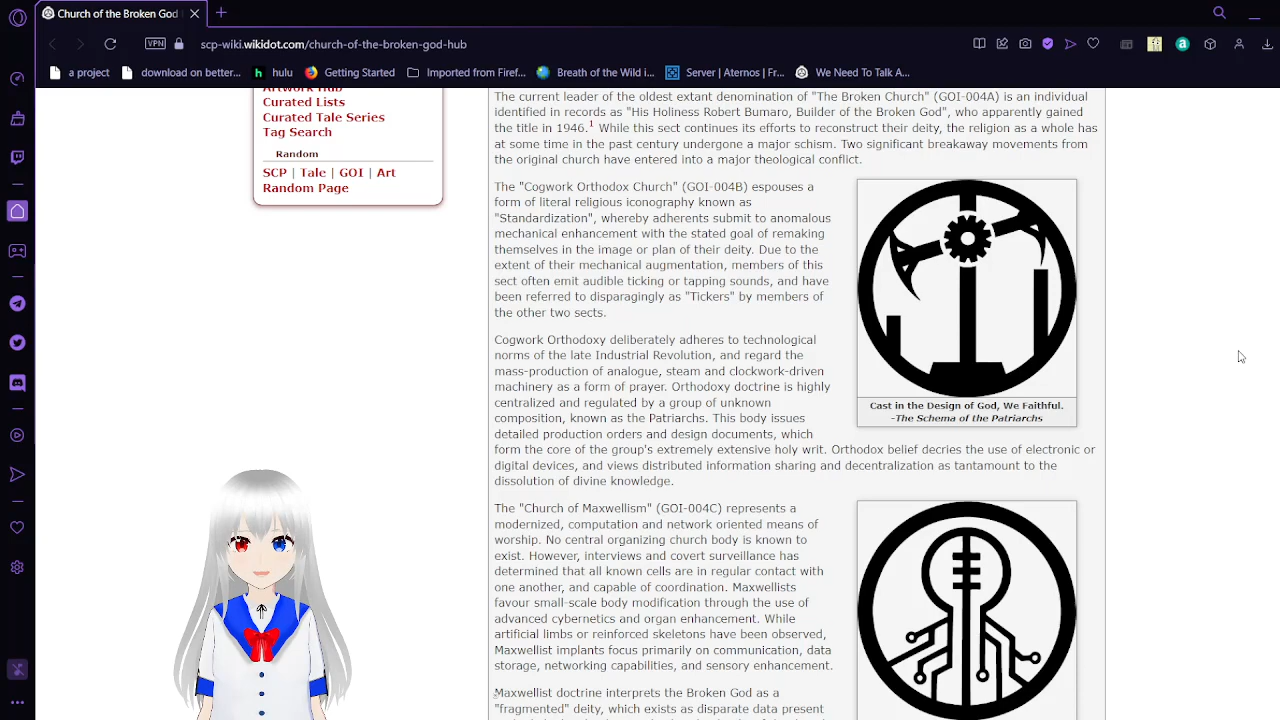 Church of the Broken God
VPN
scp-wiki.wikidot.com/church-of-the-broken-god-hub
a project
download on better...
hulu
Getting Started
Imported from Firef...
Breath of the Wild i...
Server | Aternos | Fr...
We Need To Talk A...
Artwork Hub
Curated Lists
Curated Tale Series
Tag Search
Random
SCP | Tale | GOI | Art
Random Page
The current leader of the oldest extant denomination of "The Broken Church" (GOI-004A) is an individual
identified in records as "His Holiness Robert Bumaro, Builder of the Broken God", who apparently gained
the title in 1946.1 While this sect continues its efforts to reconstruct their deity, the religion as a whole has
at some time in the past century undergone a major schism. Two significant breakaway movements from
the original church have entered into a major theological conflict.
The "Cogwork Orthodox Church" (GOI-004B) espouses a
form of literal religious iconography known as
"Standardization", whereby adherents submit to anomalous
mechanical enhancement with the stated goal of remaking
themselves in the image or plan of their deity. Due to the
extent of their mechanical augmentation, members of this
sect often emit audible ticking or tapping sounds, and have
been referred to disparagingly as "Tickers" by members of
the other two sects.
Cogwork Orthodoxy deliberately adheres to technological
norms of the late Industrial Revolution, and regard the
mass-production of analogue, steam and clockwork-driven
machinery as a form of prayer. Orthodoxy doctrine is highly
centralized and regulated by a group of unknown
composition, known as the Patriarchs. This body issues
detailed production orders and design documents, which
form the core of the group's extremely extensive holy writ. Orthodox belief decries the use of electronic or
digital devices, and views distributed information sharing and decentralization as tantamount to the
dissolution of divine knowledge.
Cast in the Design of God, We Faithful.
-The Schema of the Patriarchs
The "Church of Maxwellism" (GOI-004C) represents a
modernized, computation and network oriented means of
worship. No central organizing church body is known to
exist. However, interviews and covert surveillance has
determined that all known cells are in regular contact with
one another, and capable of coordination. Maxwellists
favour small-scale body modification through the use of
advanced cybernetics and organ enhancement. While
artificial limbs or reinforced skeletons have been observed,
Maxwellist implants focus primarily on communication, data
storage, networking capabilities, and sensory enhancement.
Maxwellist doctrine interprets the Broken God as a
"fragmented" deity, which exists as disparate data present